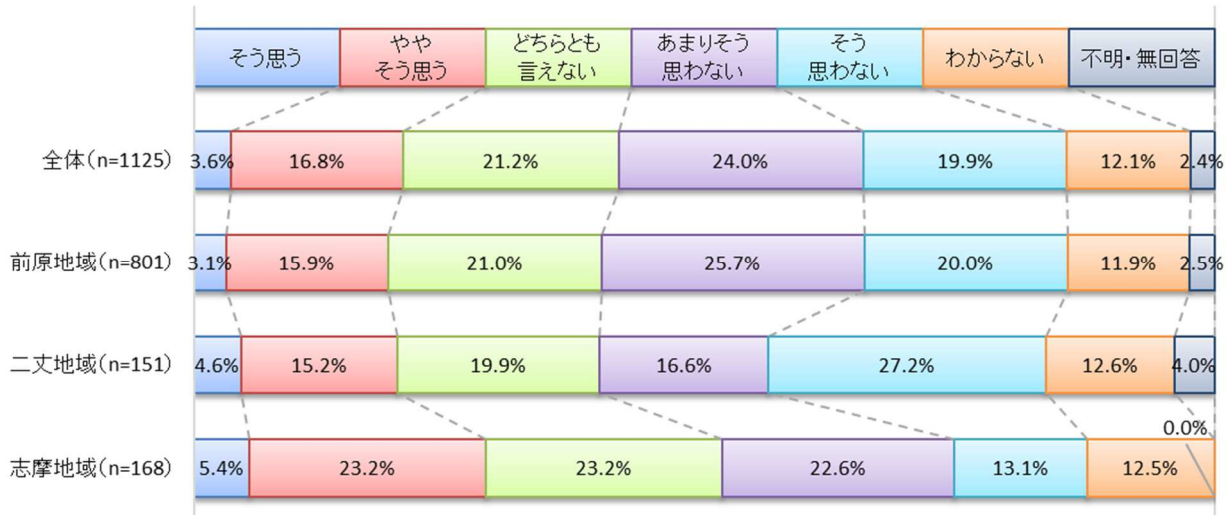 そう思う
やや
そう思う
どちらとも
言えない
あまりそう
思わない
そう
思わない
わからない
不明・無回答
全体(n=1125)
3.6%
16.8%
21.2%
24.0%
19.9%
12.1%
2.4%
前原地域(n=801)
3.1%
15.9%
21.0%
25.7%
20.0%
11.9%
2.5%
二丈地域(n=151)
4.6%
15.2%
19.9%
16.6%
27.2%
12.6%
4.0%
志摩地域(n=168)
5.4%
23.2%
23.2%
22.6%
13.1%
12.5%
0.0%